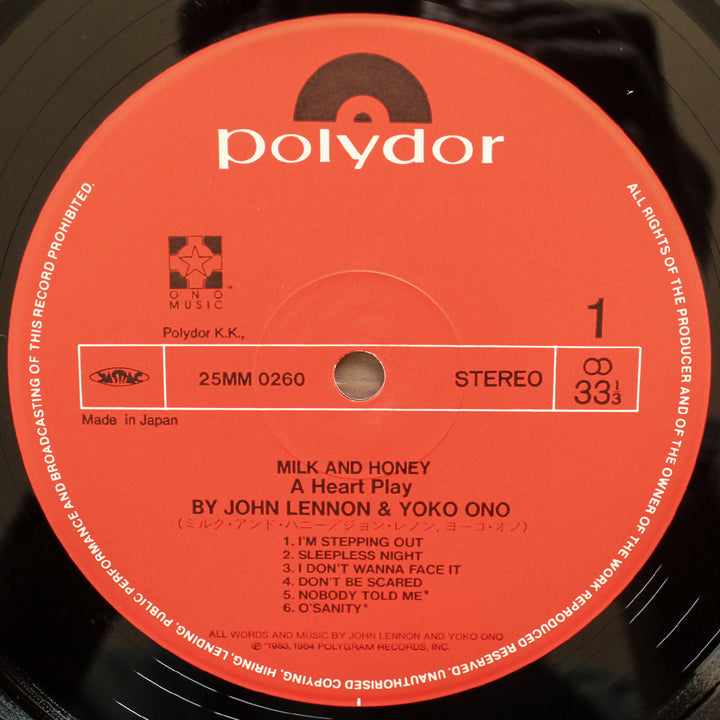 polydor
ONO
MUSIC
™
Polydor K.K.,
1
JASRAC
25MM 0260
STEREO
33 1/3
Made in Japan
MILK AND HONEY
A Heart Play
BY JOHN LENNON & YOKO ONO
(ミルク・アンド・ハニー/ジョン・レノン、ヨーコ・オノ)
1. I'M STEPPING OUT
2. SLEEPLESS NIGHT
3. I DON'T WANNA FACE IT
4. DON'T BE SCARED
5. NOBODY TOLD ME*
6. O'SANITY*
ALL WORDS AND MUSIC BY JOHN LENNON AND YOKO ONO
℗ *1983, 1984 POLYGRAM RECORDS, INC.
ALL RIGHTS OF THE PRODUCER AND OF THE OWNER OF THE WORK REPRODUCED RESERVED. UNAUTHORISED COPYING, HIRING, LENDING, PUBLIC PERFORMANCE AND BROADCASTING OF THIS RECORD PROHIBITED.